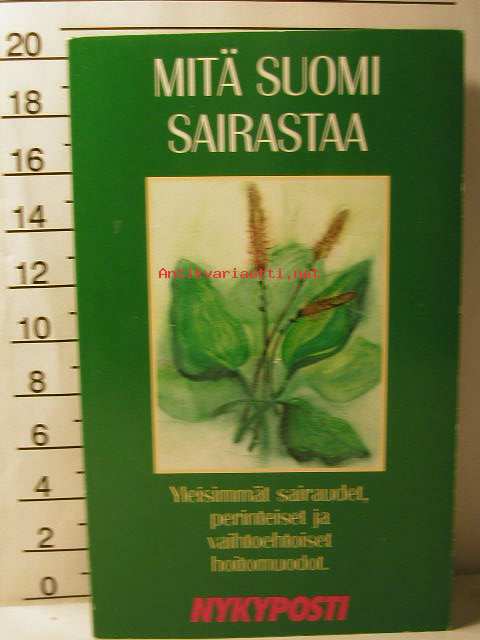 20
18
16
14
12
10
8
6
4
2
0
MITÄ SUOMI
SAIRASTAA
Antikvariaatti.net
Yleisimmät sairaudet,
perinteiset ja
vaihtoehtoiset
hoitomuodot.
NYKYPOSTI